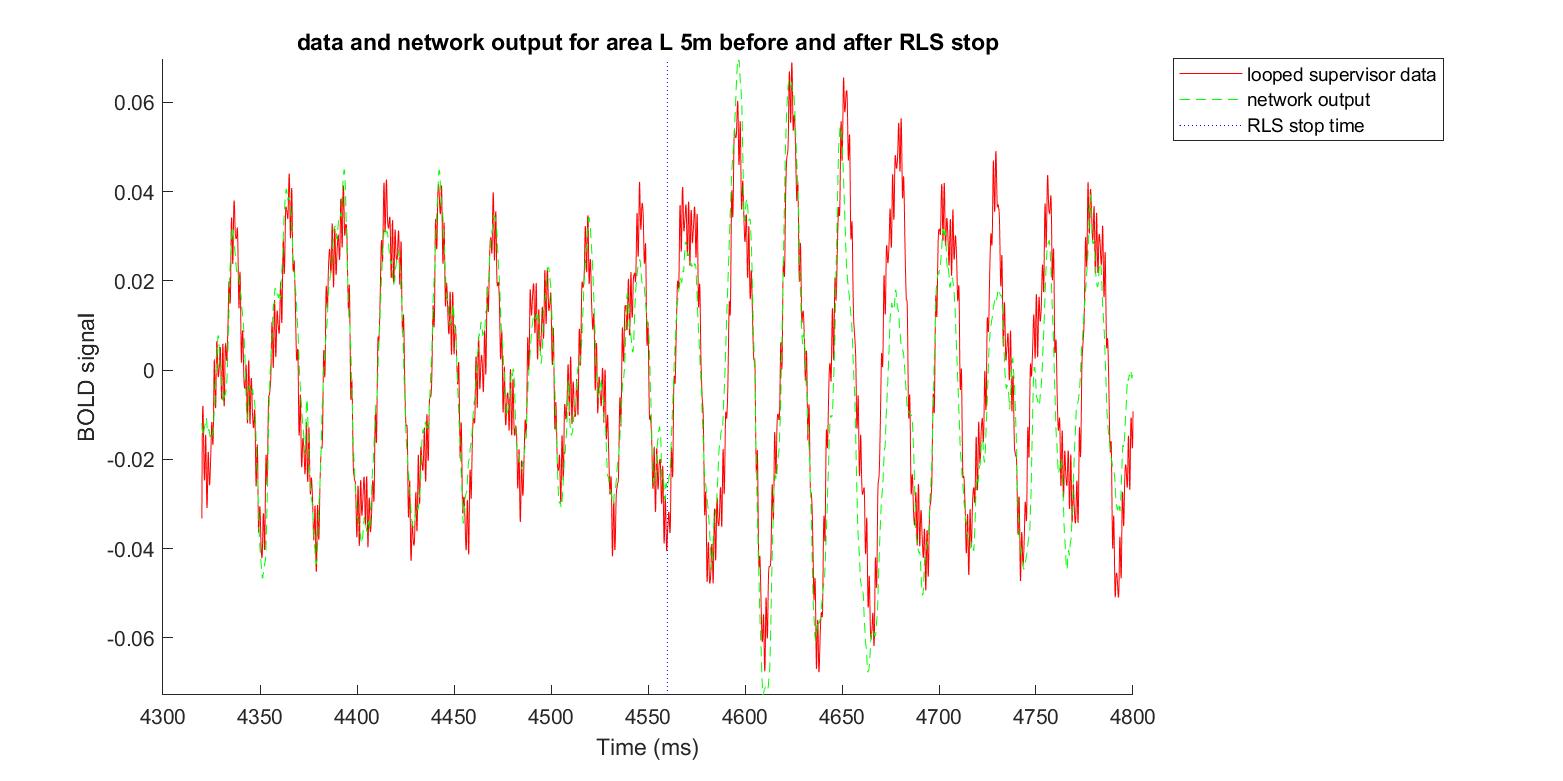 data and network output for area L 5m before and after RLS stop
looped supervisor data
network output
RLS stop time
0.06
0.04
0.02
0
-0.02
-0.04
-0.06
BOLD signal
4300 4350 4400 4450 4500 4550 4600 4650 4700 4750 4800
Time (ms)